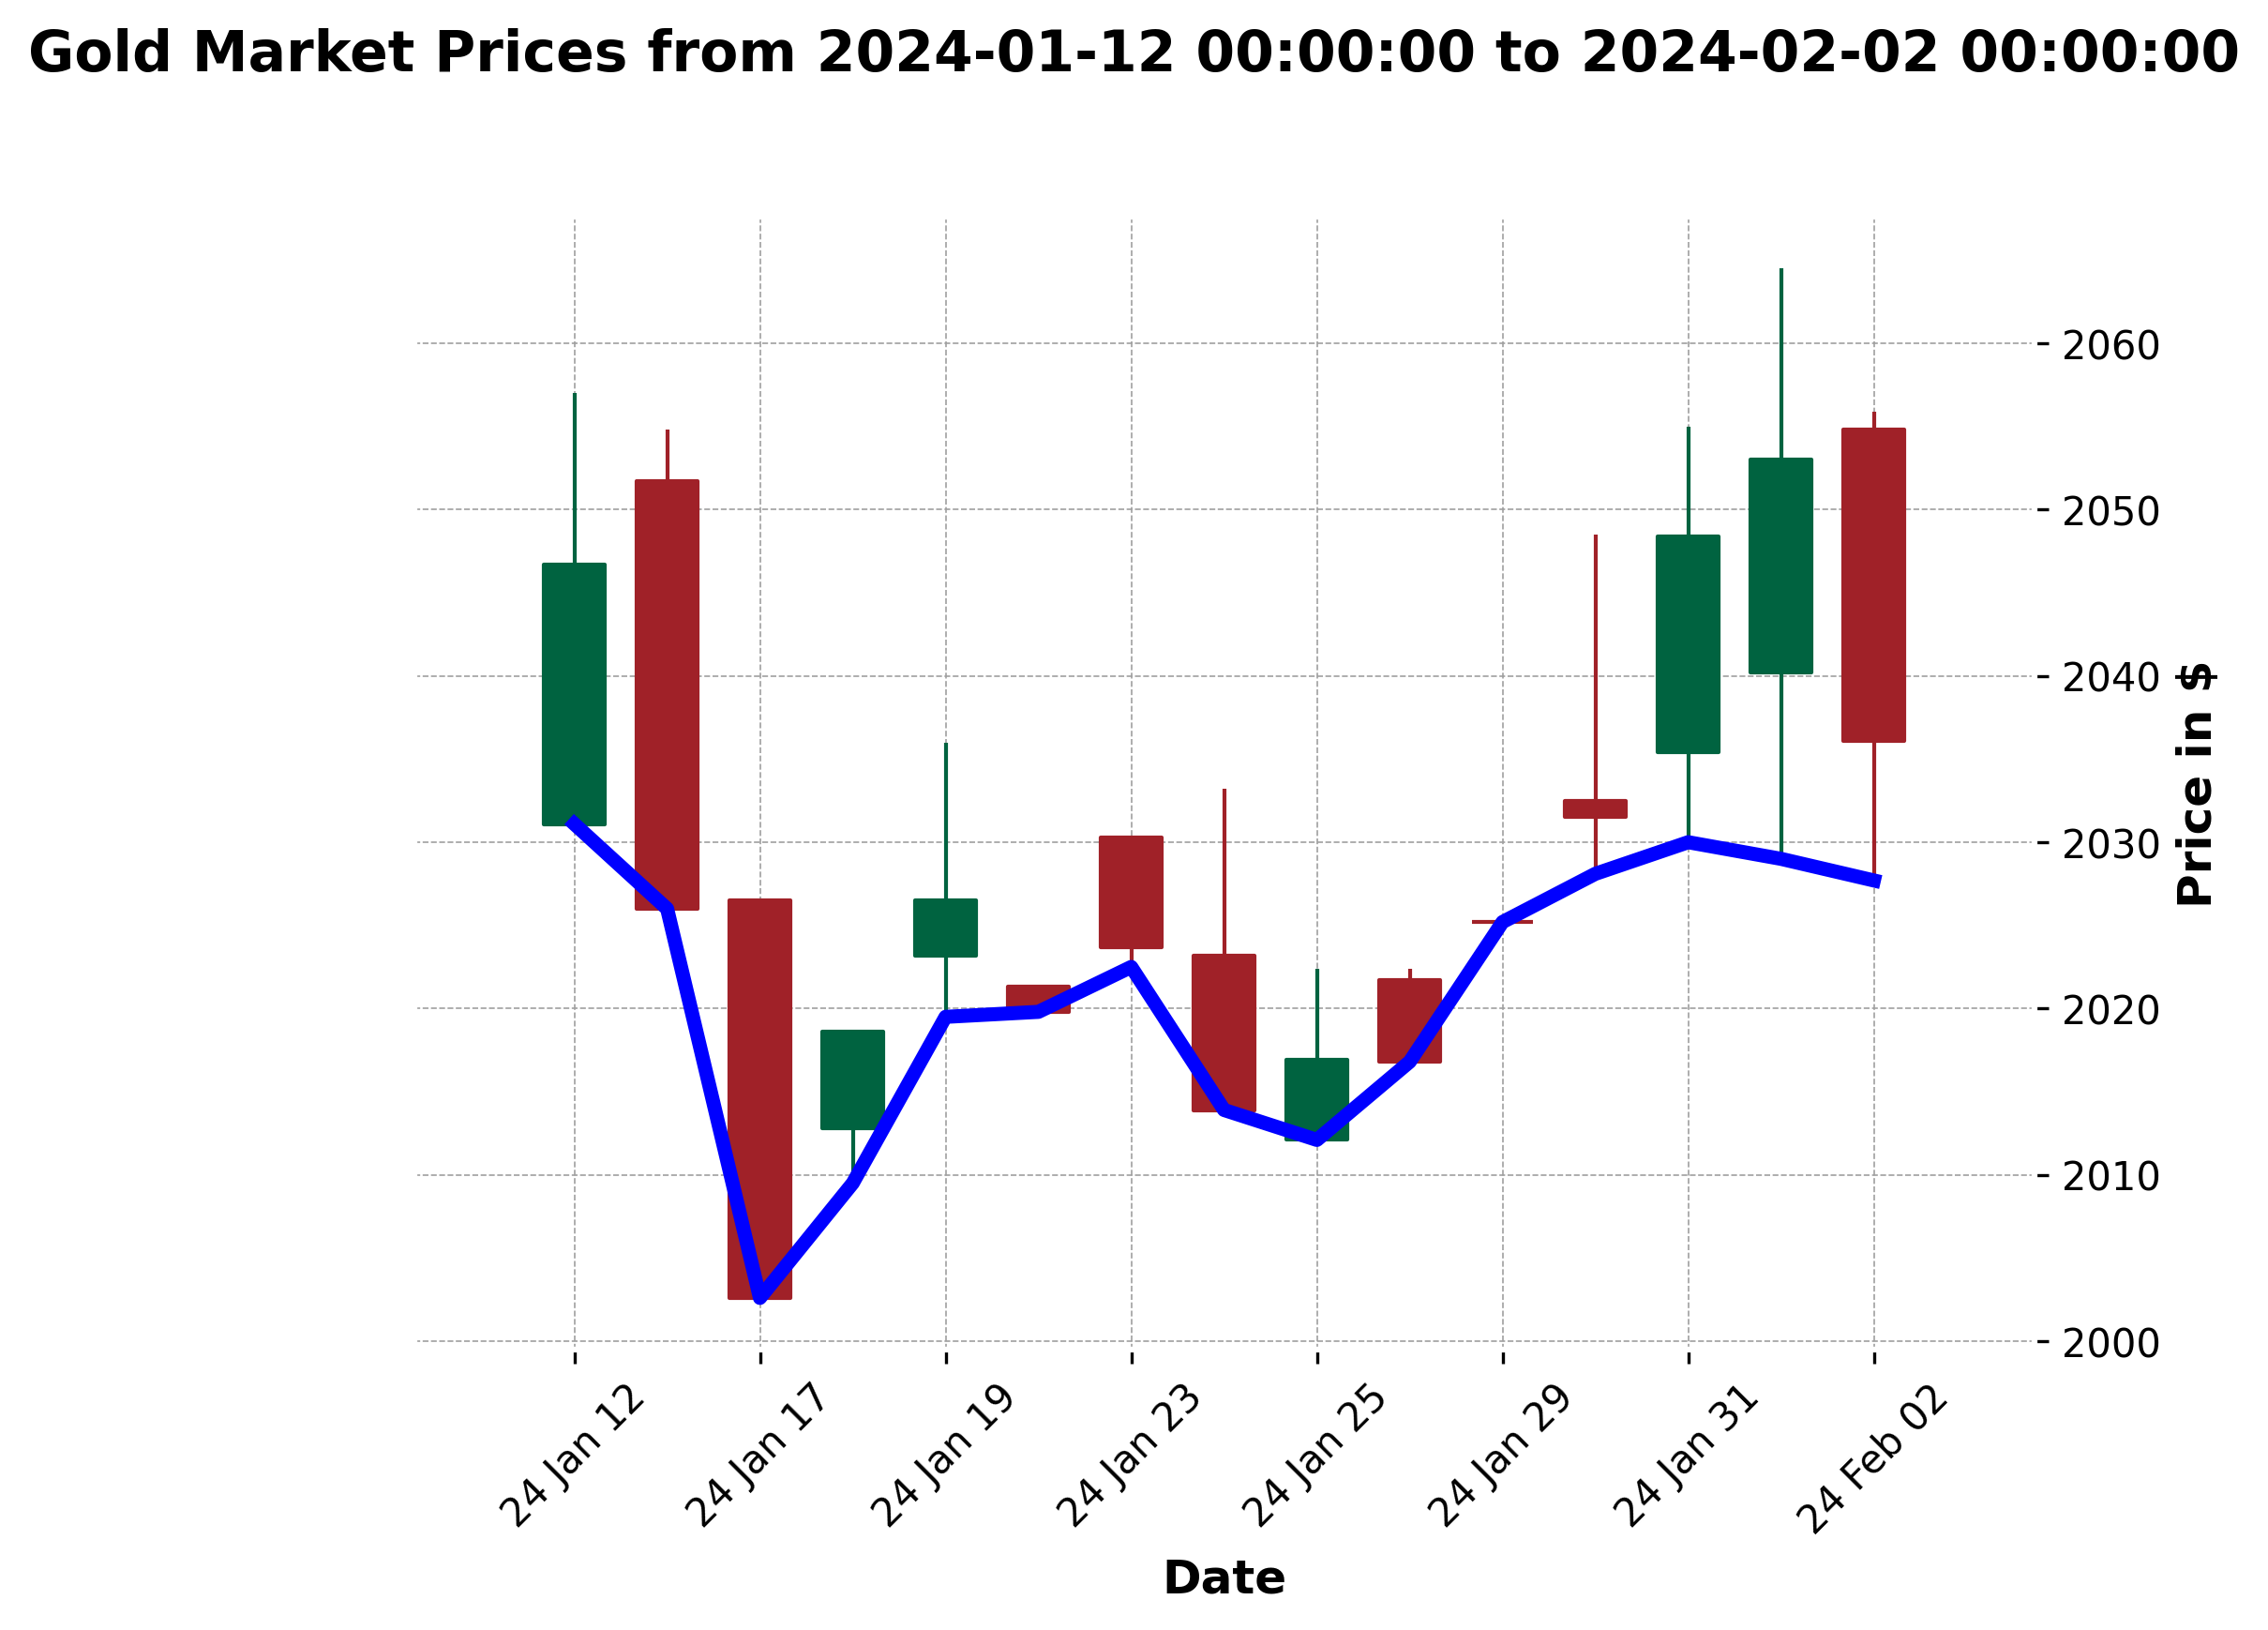 Gold Market Prices from 2024-01-12 00:00:00 to 2024-02-02 00:00:00
2060
2050
2040
2030
2020
2010
2000
Price in $
24 Jan 12
24 Jan 17
24 Jan 19
24 Jan 23
24 Jan 25
24 Jan 29
24 Jan 31
24 Feb 02
Date